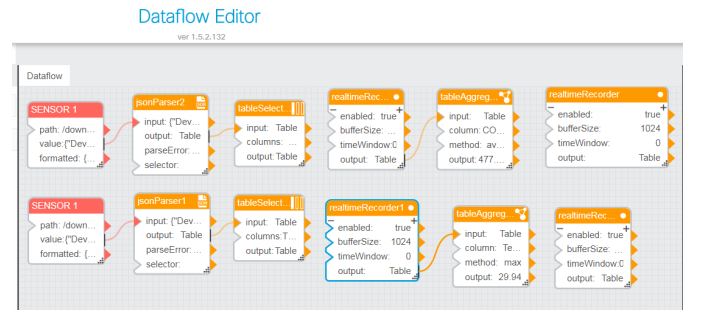 Dataflow Editor
ver 1.5.2.132
Dataflow
SENSOR 1
path: /down...
value:{"Dev...
formatted: {...
jsonParser2
input: {"Dev...
output: Table
parseError: ...
selector:
tableSelect...
input: Table
columns: ...
output:Table
realtimeRec...
− +
enabled: true
bufferSize: ...
timeWindow:0
output: Table
tableAggreg...
input: Table
column: CO...
method: av...
output: 477....
realtimeRecorder
− +
enabled: true
bufferSize: 1024
timeWindow: 0
output: Table
SENSOR 1
path: /down...
value:{"Dev...
formatted: {...
jsonParser1
input: {"Dev...
output: Table
parseError: ...
selector:
tableSelect...
input: Table
columns:T...
output:Table
realtimeRecorder1
− +
enabled: true
bufferSize: 1024
timeWindow: 0
output: Table
tableAggreg...
input: Table
column: Te...
method: max
output: 29.94
realtimeRec...
− +
enabled: true
bufferSize: ...
timeWindow:0
output: Table